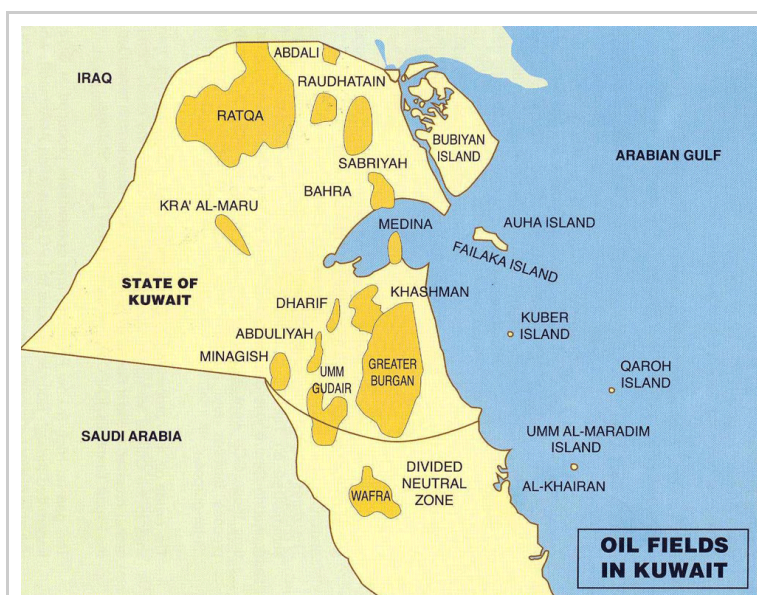 ABDALI
IRAQ
RAUDHATAIN
RATQA
BUBIYAN
ISLAND
ARABIAN GULF
SABRIYAH
BAHRA
KRA' AL-MARU
MEDINA
AUHA ISLAND
FAILAKA ISLAND
STATE OF
KUWAIT
KHASHMAN
DHARIF
KUBER
ISLAND
ABDULIYAH
MINAGISH
UMM
GUDAIR
GREATER
BURGAN
QAROH
ISLAND
SAUDI ARABIA
UMM AL-MARADIM
ISLAND
DIVIDED
NEUTRAL
ZONE
WAFRA
AL-KHAIRAN
OIL FIELDS
IN KUWAIT